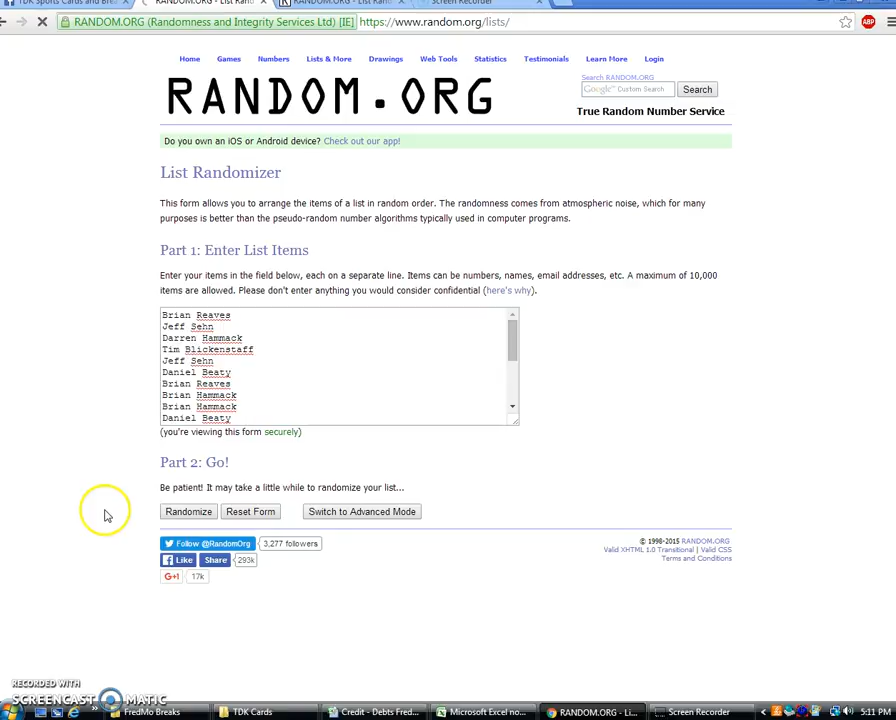 TDK Sports Cards and Bre
RANDOM.ORG - List Ran
RANDOM.ORG - List Ran
Screen Recorder
RANDOM.ORG (Randomness and Integrity Services Ltd) [IE] https://www.random.org/lists/
ABP
Home Games Numbers Lists & More Drawings Web Tools Statistics Testimonials Learn More Login
RANDOM.ORG
Search RANDOM.ORG
Google™ Custom Search Search
True Random Number Service
Do you own an iOS or Android device? Check out our app!
List Randomizer
This form allows you to arrange the items of a list in random order. The randomness comes from atmospheric noise, which for many
purposes is better than the pseudo-random number algorithms typically used in computer programs.
Part 1: Enter List Items
Enter your items in the field below, each on a separate line. Items can be numbers, names, email addresses, etc. A maximum of 10,000
items are allowed. Please don't enter anything you would consider confidential (here's why).
Brian Reaves
Jeff Sehn
Darren Hammack
Tim Blickenstaff
Jeff Sehn
Daniel Beaty
Brian Reaves
Brian Hammack
Brian Hammack
Daniel Beaty
(you're viewing this form securely)
Part 2: Go!
Be patient! It may take a little while to randomize your list...
Randomize Reset Form Switch to Advanced Mode
Follow @RandomOrg 3,277 followers
Like Share 293k
G+1 17k
© 1998-2015 RANDOM.ORG
Valid XHTML 1.0 Transitional | Valid CSS
Terms and Conditions
RECORDED WITH
SCREENCAST MATIC
FredMo Breaks TDK Cards Credit - Debts Fred... Microsoft Excel no... RANDOM.ORG - Li... Screen Recorder 5:11 PM